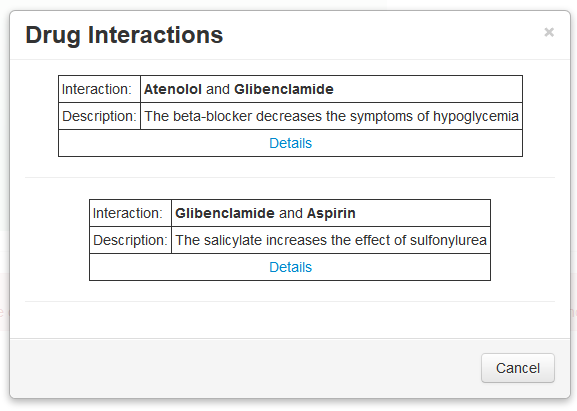 Drug Interactions ×
Interaction: Atenolol and Glibenclamide
Description: The beta-blocker decreases the symptoms of hypoglycemia
Details
Interaction: Glibenclamide and Aspirin
Description: The salicylate increases the effect of sulfonylurea
Details
Cancel